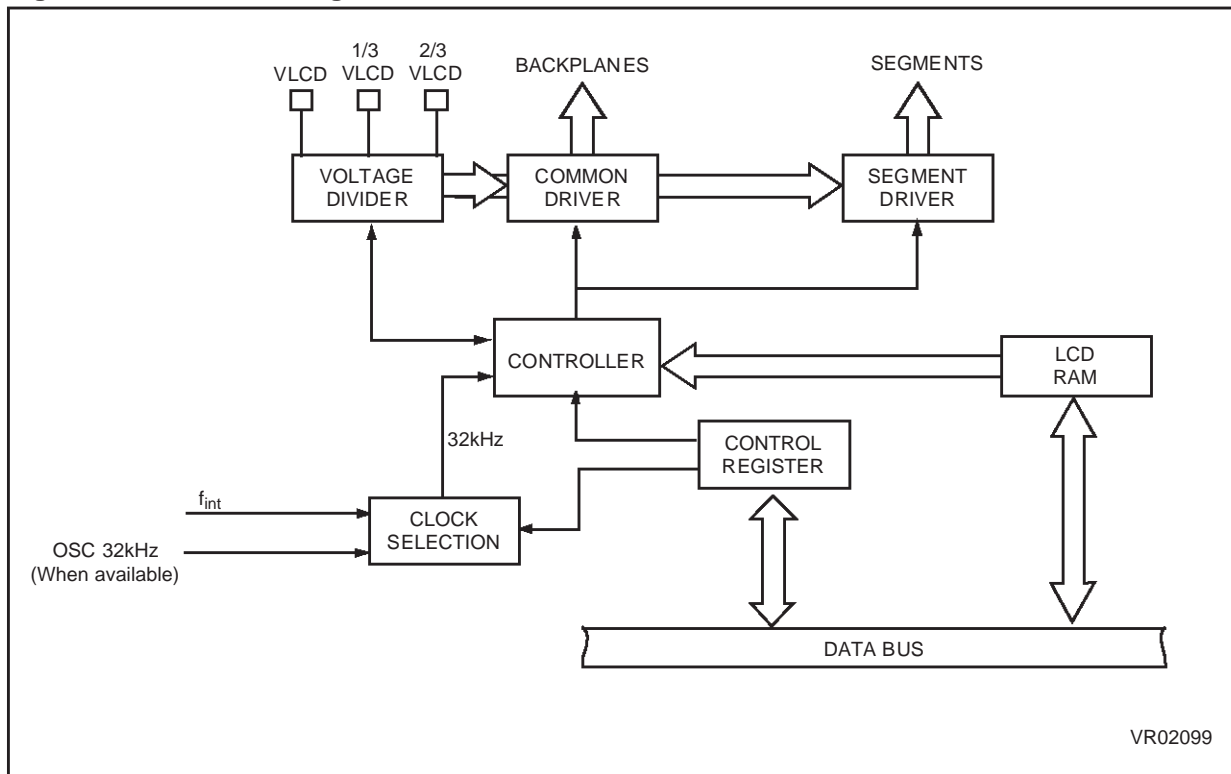 VLCD
1/3
VLCD
2/3
VLCD
BACKPLANES
SEGMENTS
VOLTAGE
DIVIDER
COMMON
DRIVER
SEGMENT
DRIVER
CONTROLLER
LCD
RAM
32kHz
CONTROL
REGISTER
fint
CLOCK
SELECTION
OSC 32kHz
(When available)
DATA BUS
VR02099